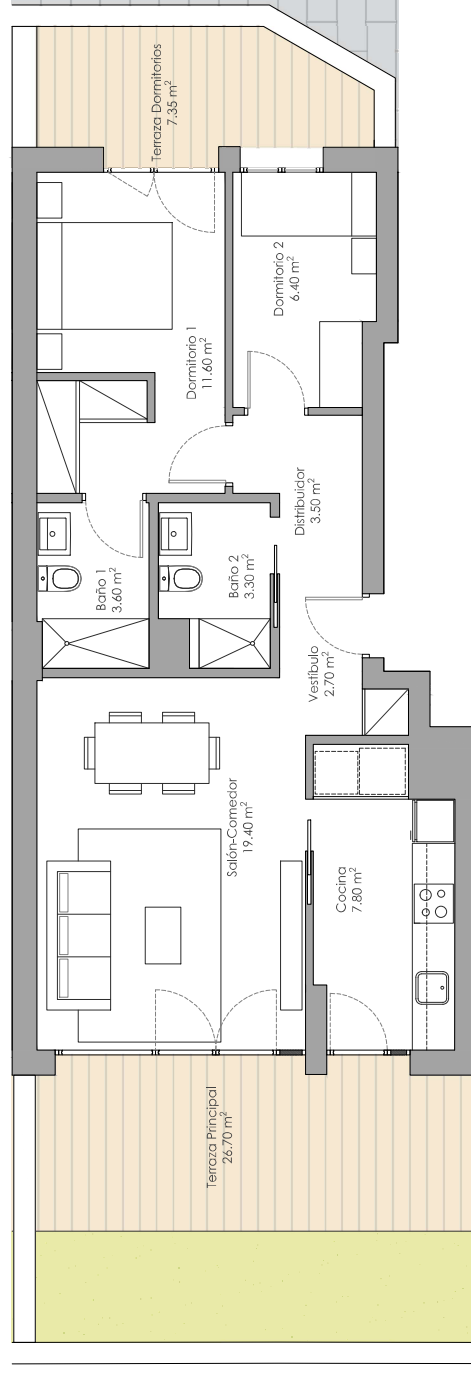 Terraza Dormitorios
7.35 m²
Dormitorio 2
6.40 m²
Dormitorio 1
11.60 m²
Distribuidor
3.50 m²
Baño 1
3.60 m²
Baño 2
3.30 m²
Vestíbulo
2.70 m²
Salón-Comedor
19.40 m²
Cocina
7.80 m²
Terraza Principal
26.70 m²